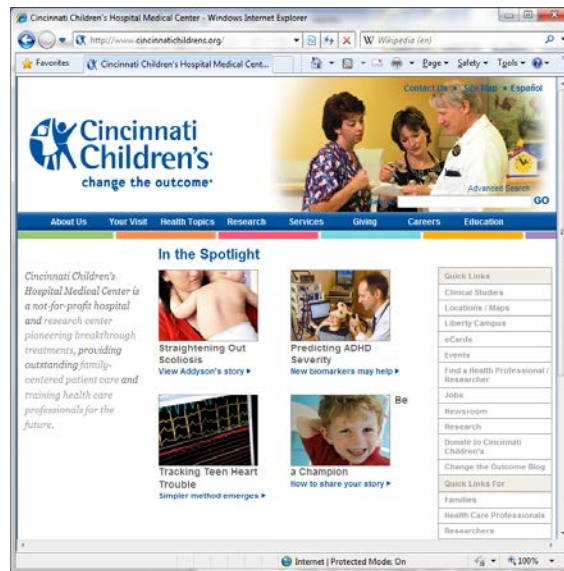 Cincinnati Children's Hospital Medical Center - Windows Internet Explorer
http://www.cincinnatichildrens.org/
Wikipedia (en)
Favorites
Cincinnati Children's Hospital Medical Cent...
Page
Safety
Tools
Contact Us
Site Map
Español
Cincinnati
Children's
change the outcome
Advanced Search
GO
About Us Your Visit Health Topics Research Services Giving Careers Education
In the Spotlight
Cincinnati Children's
Hospital Medical Center is
a not-for-profit hospital
and research center
pioneering breakthrough
treatments, providing
outstanding family-
centered patient care and
training health care
professionals for the
future.
Straightening Out
Scoliosis
View Addyson's story
Predicting ADHD
Severity
New biomarkers may help
Tracking Teen Heart
Trouble
Simpler method emerges
Be
a Champion
How to share your story
Quick Links
Clinical Studies
Locations / Maps
Liberty Campus
eCards
Events
Find a Health Professional /
Researcher
Jobs
Newsroom
Research
Donate to Cincinnati
Children's
Change the Outcome Blog
Quick Links For
Families
Health Care Professionals
Researchers
Internet | Protected Mode: On
100%